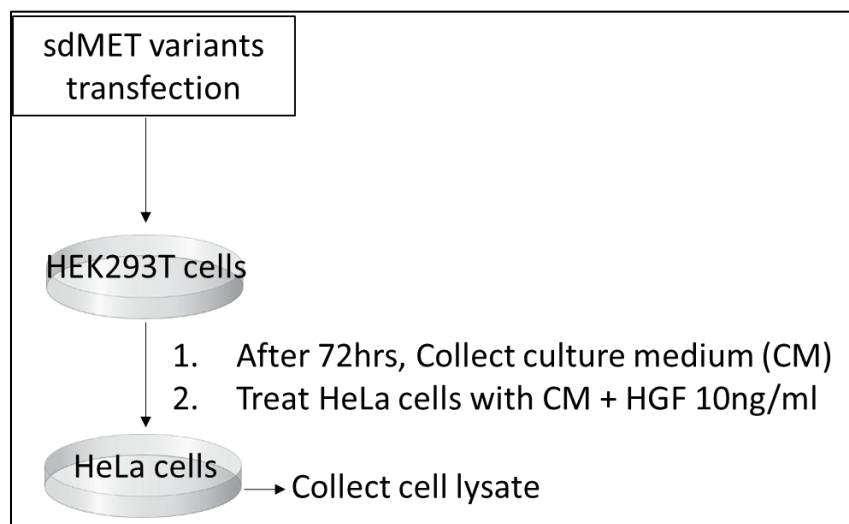 sdMET variants
transfection
HEK293T cells
1. After 72hrs, Collect culture medium (CM)
2. Treat HeLa cells with CM + HGF 10ng/ml
HeLa cells
Collect cell lysate